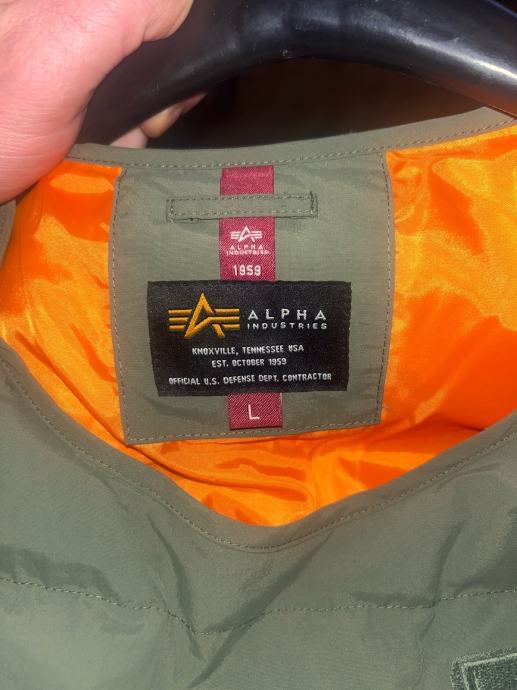 ALPHA
INDUSTRIES
1959
ALPHA
INDUSTRIES
KNOXVILLE, TENNESSEE USA
EST. OCTOBER 1959
OFFICIAL U.S. DEFENSE DEPT. CONTRACTOR
L